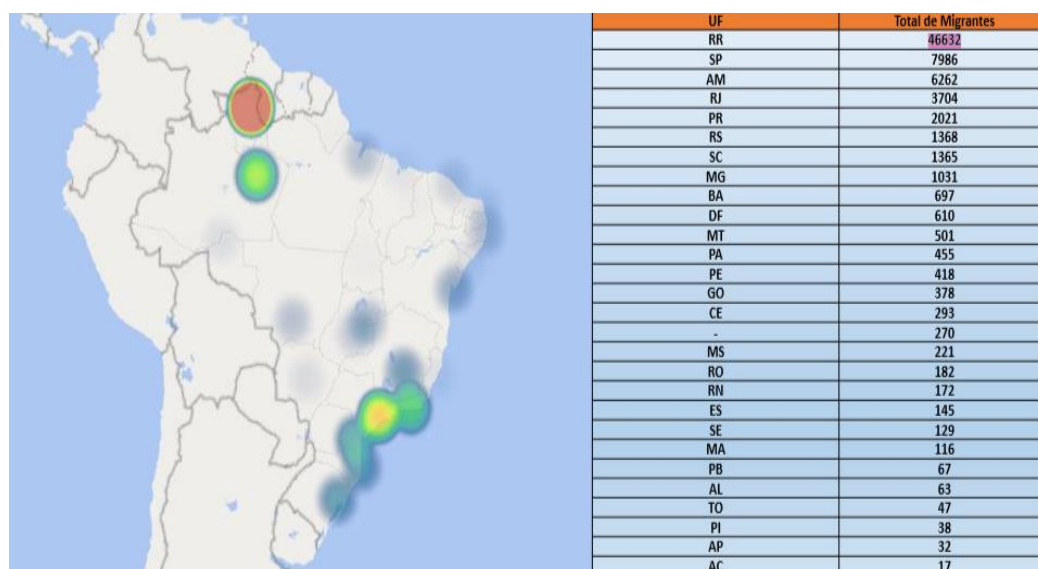 UF Total de Migrantes
RR 46632
SP 7986
AM 6262
RJ 3704
PR 2021
RS 1368
SC 1365
MG 1031
BA 697
DF 610
MT 501
PA 455
PE 418
GO 378
CE 293
- 270
MS 221
RO 182
RN 172
ES 145
SE 129
MA 116
PB 67
AL 63
TO 47
PI 38
AP 32
AC 17